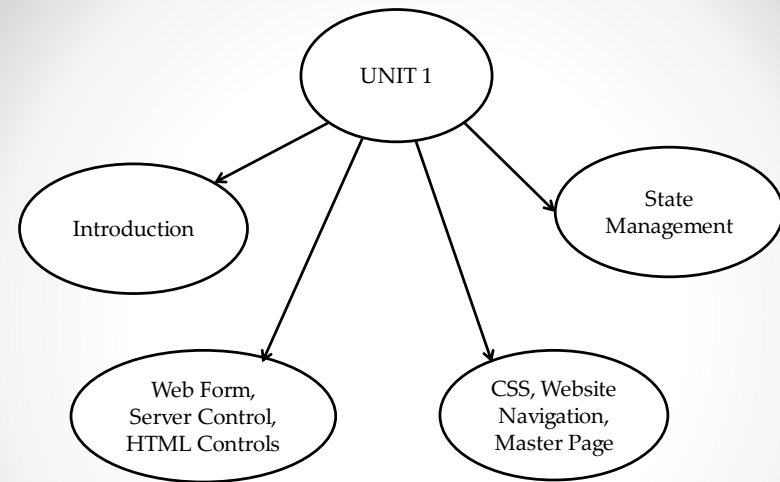 UNIT 1
Introduction
State
Management
Web Form,
Server Control,
HTML Controls
CSS, Website
Navigation,
Master Page